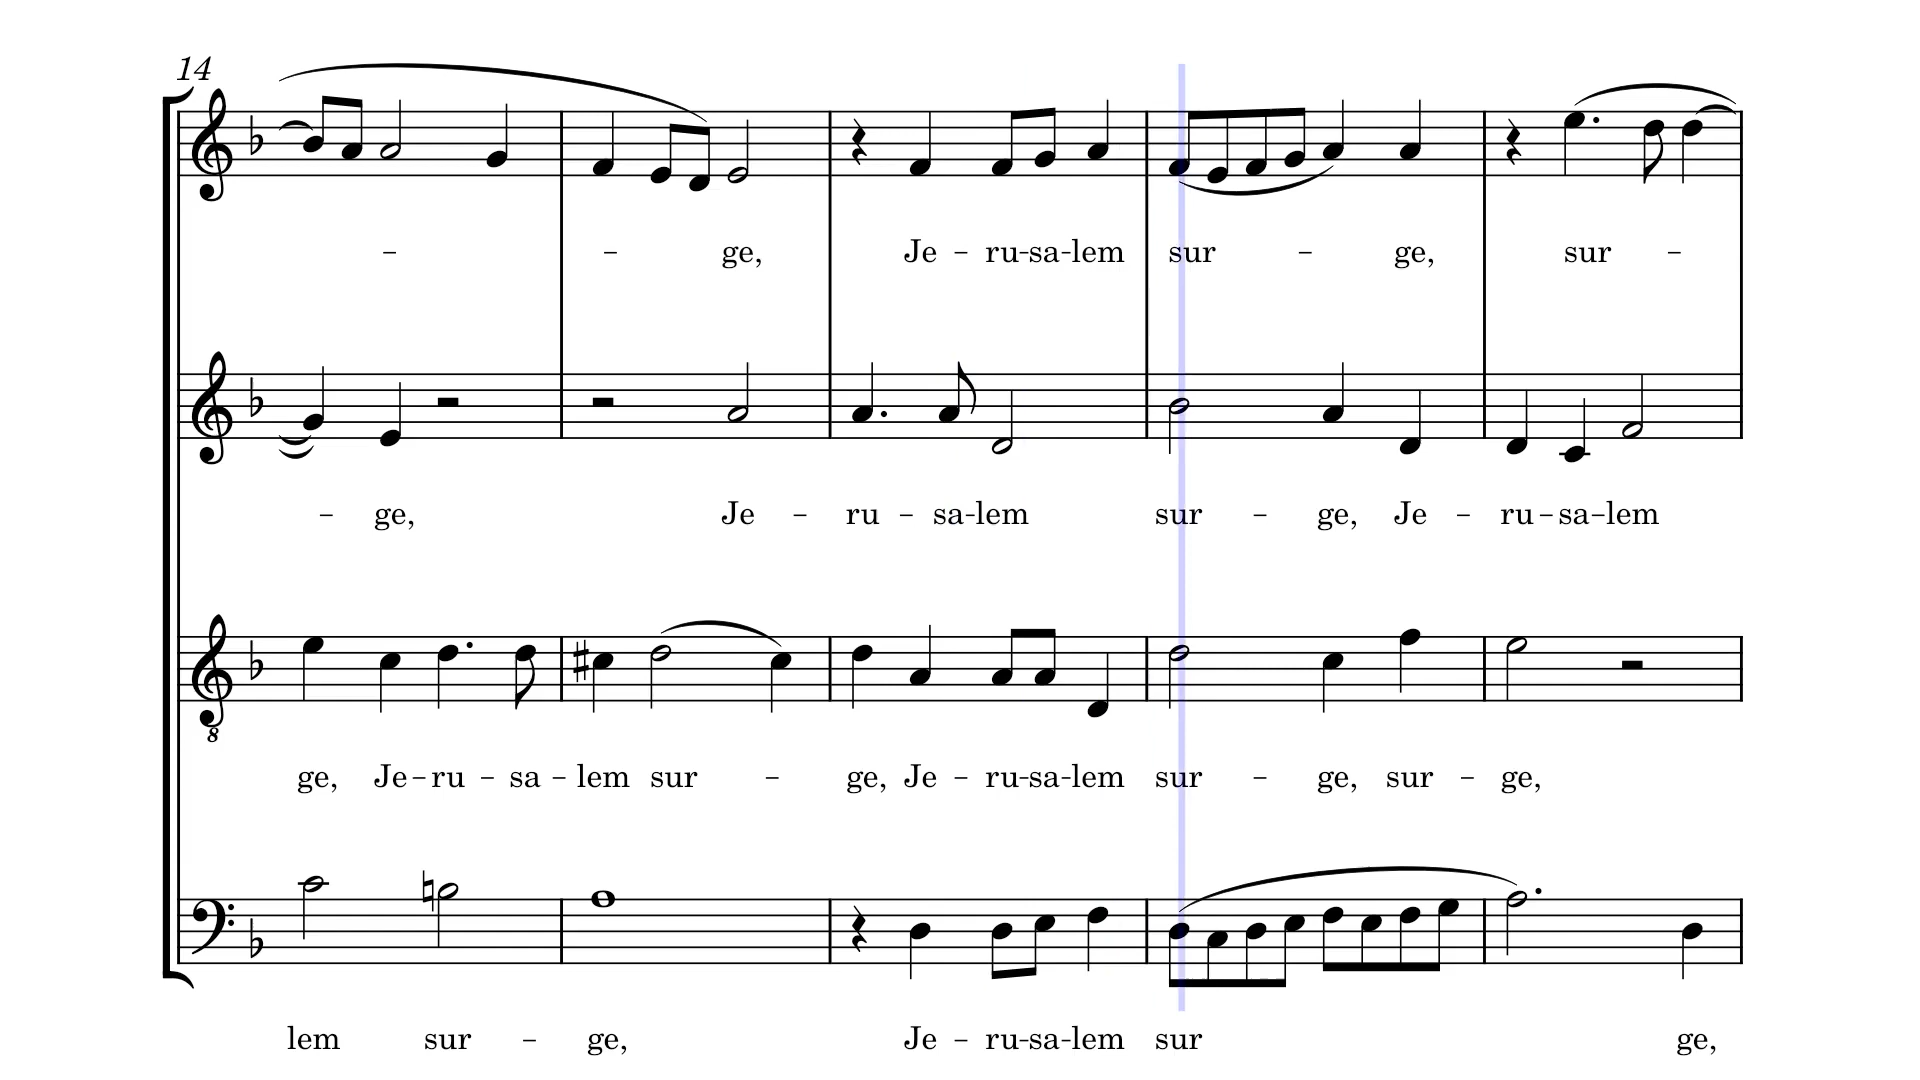 14
- - ge, Je - ru-sa-lem sur - ge, sur -
- ge, Je - ru - sa-lem sur - ge, Je - ru-sa-lem
8
ge, Je-ru - sa-lem sur - ge, Je - ru-sa-lem sur - ge, sur - ge,
lem sur - ge, Je - ru-sa-lem sur ge,